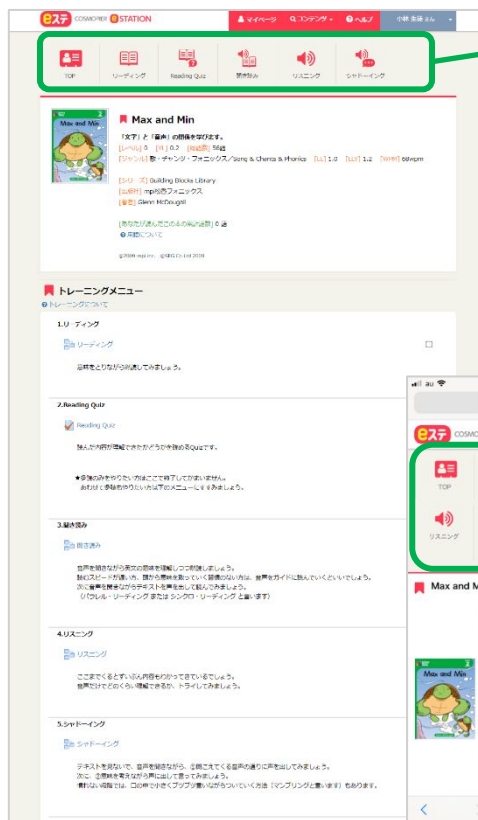 eステ COSMOPIER eSTATION
マイページ コンテンツ ヘルプ
TOP リーディング Reading Quiz 聞き読み リスニング シャドーイング
Max and Min
「文字」と「音声」の関係を学びます。
[レベル] 0 [YL] 0.2 [総語数] 56語
[ジャンル] 歌・チャンツ・フォニックス/Song & Chants & Phonics [LL] 1.0 [LLT] 1.2 [WPM] 68wpm
[シリーズ] Building Blocks Library
[出版社] mpi松香フォニックス
[著者] Glenn McDougall
[あなたが読んだこの本の累計語数] 0 語
用語について
トレーニングメニュー
トレーニングについて
1.リーディング
リーディング
意味をとりながら黙読してみましょう。
2.Reading Quiz
Reading Quiz
読んだ内容が理解できたかどうかを確めるQuizです。
★多読のみをやりたい方はここで終了してかまいません。
あわせて多聴もやりたい方は以下のメニューにすすみましょう。
3.聞き読み
聞き読み
音声を聞きながら英文の意味を理解しつつ黙読しましょう。
読むスピードが遅い方、頭から意味を取っていく習慣のない方は、音声をガイドに読んでいくといいでしょう。
次に音声を聞きながらテキストを声を出して読んでみましょう。
(パラレル・リーディング または シンクロ・リーディング と言います)
4.リスニング
リスニング
ここまでくるとずいぶん内容もわかってきているでしょう。
音声だけでどのくらい理解できるか、トライしてみましょう。
5.シャドーイング
シャドーイング
テキストを見ないで、音声を聞きながら、①聞こえてくる音声の通りに声を出してみましょう。
次に、②意味を考えながら声に出して言ってみましょう。
慣れない段階では、口の中で小さくブツブツ言いながらついていく方法(マンブリングと言います)もあります。
au
eステ COSMO
TOP
リスニング
Max and M
Max and Min